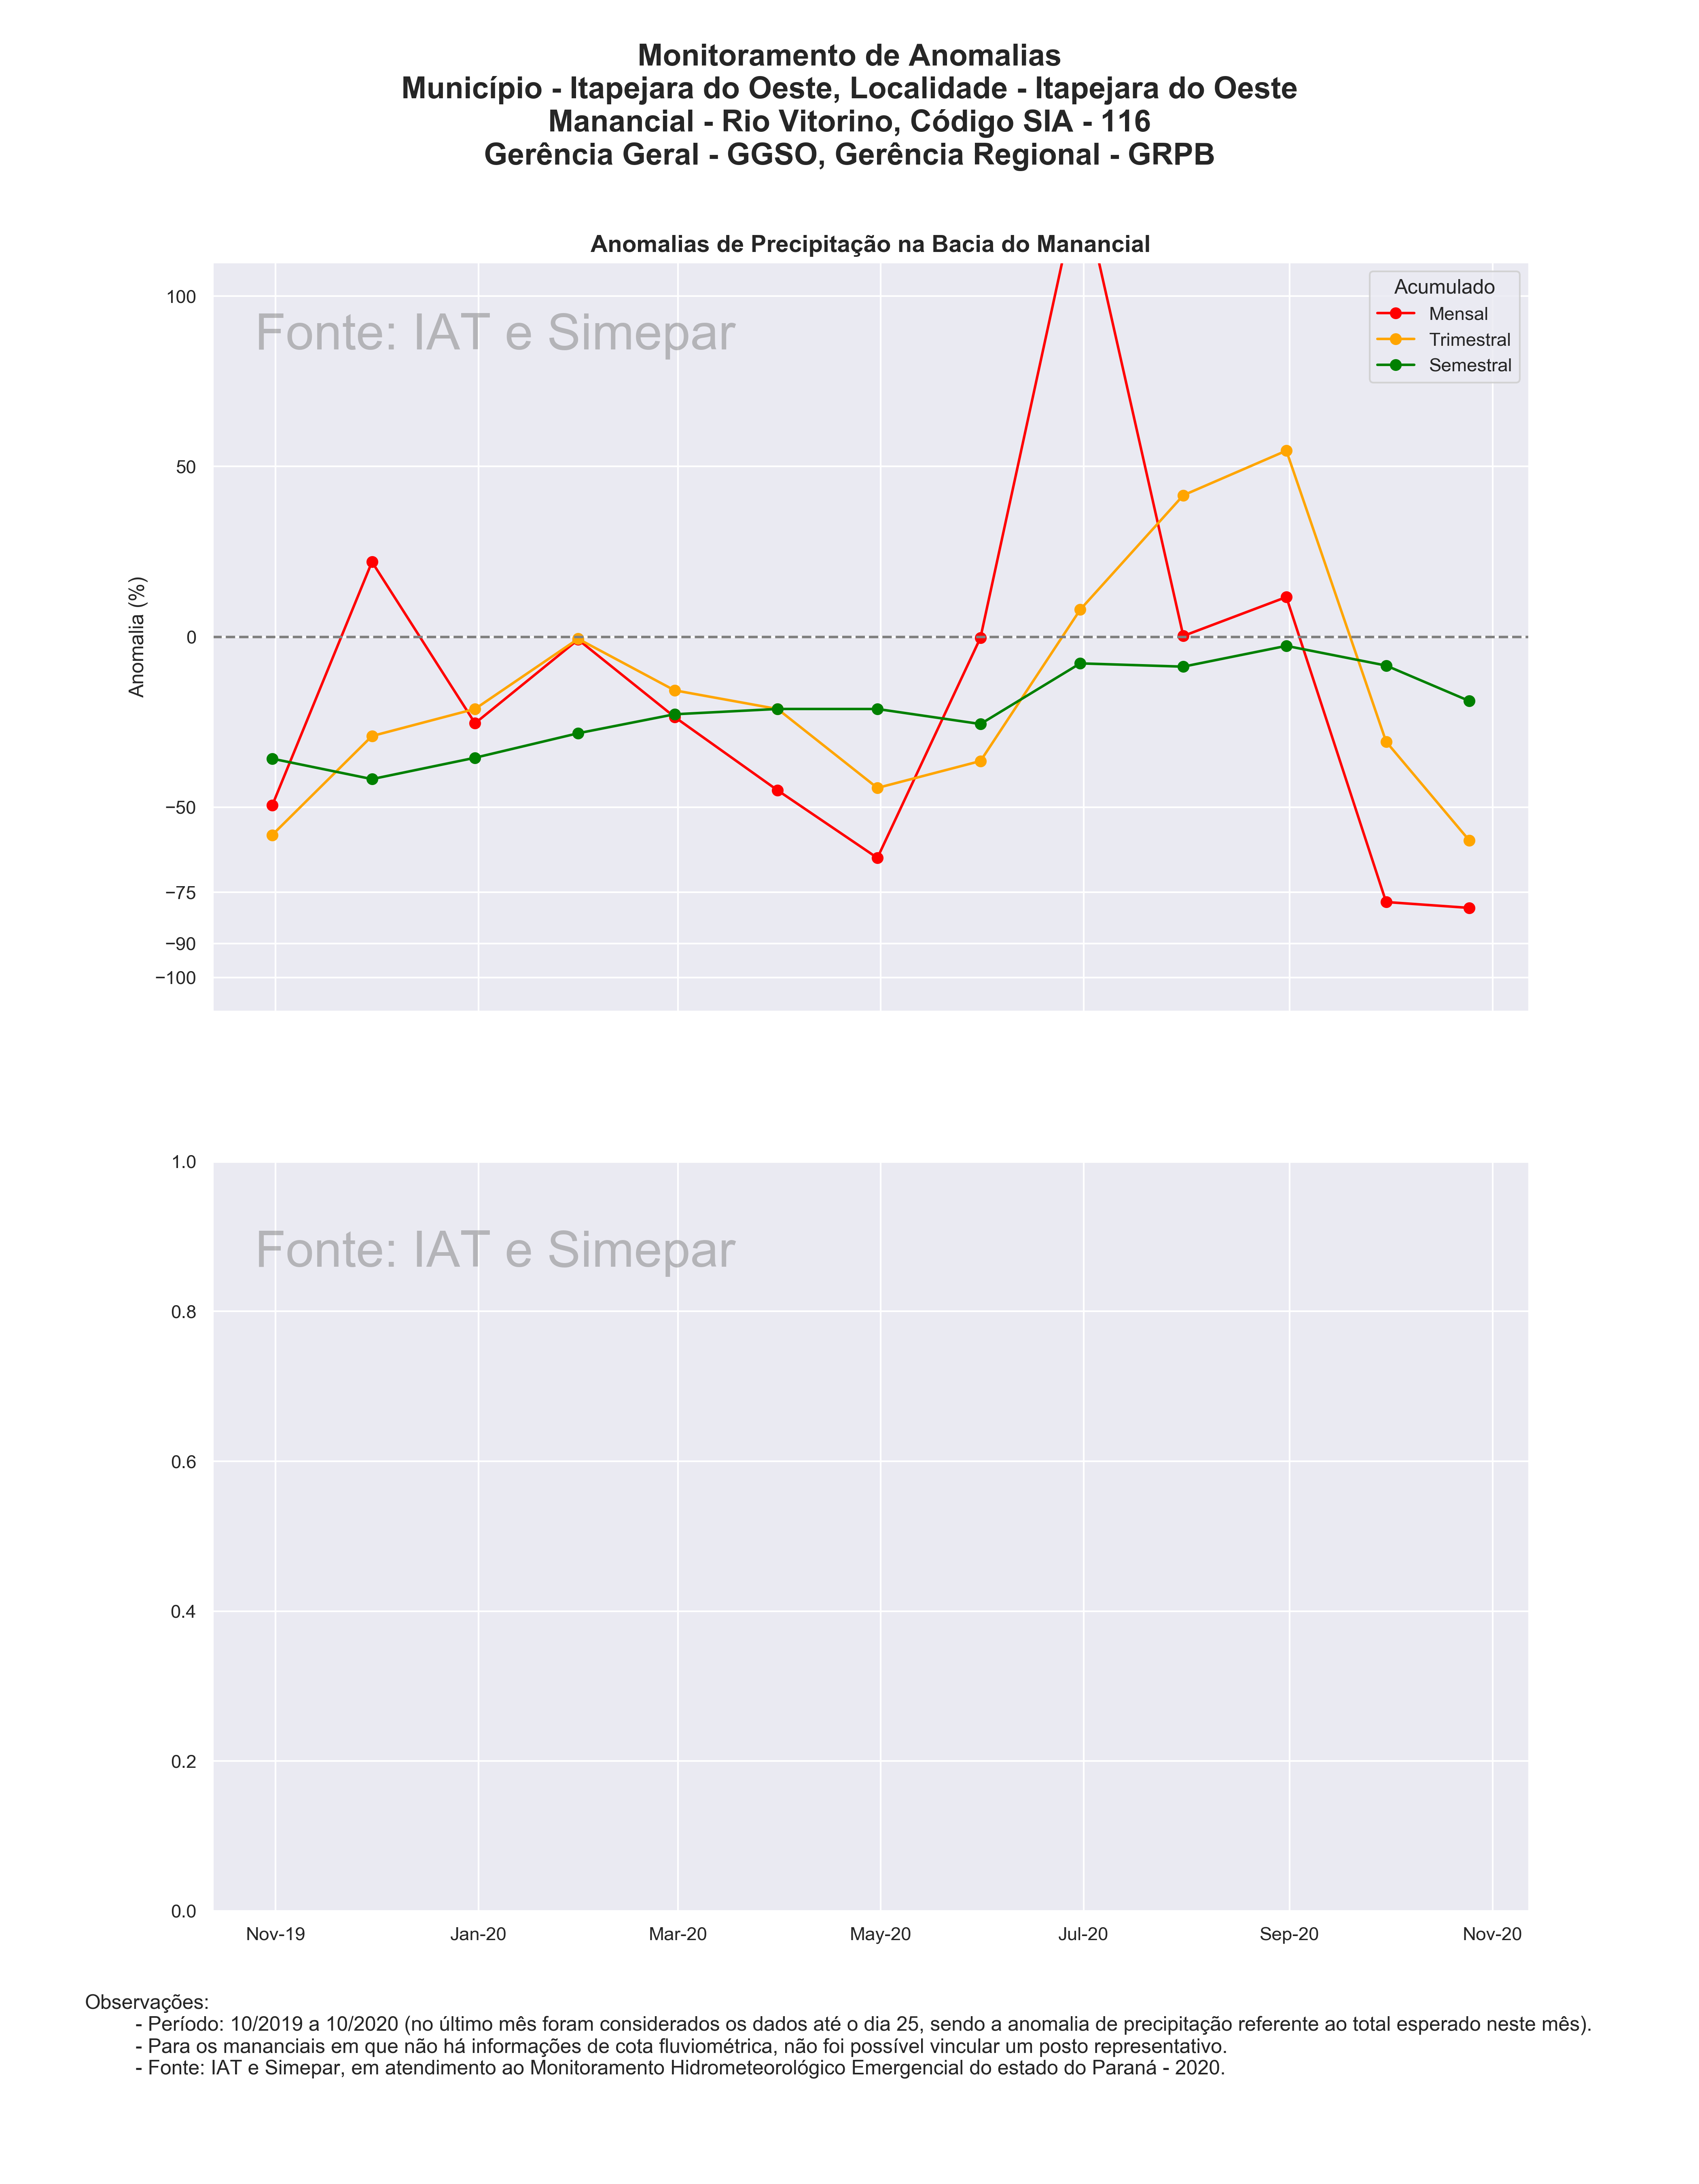 Monitoramento de Anomalias
Município - Itapejara do Oeste, Localidade - Itapejara do Oeste
Manancial - Rio Vitorino, Código SIA - 116
Gerência Geral - GGSO, Gerência Regional - GRPB
Anomalias de Precipitação na Bacia do Manancial
Fonte: IAT e Simepar
Acumulado
Mensal
Trimestral
Semestral
Anomalia (%)
100
50
0
−50
−75
−90
−100
Fonte: IAT e Simepar
1.0
0.8
0.6
0.4
0.2
0.0
Nov-19 Jan-20 Mar-20 May-20 Jul-20 Sep-20 Nov-20
Observações:
- Período: 10/2019 a 10/2020 (no último mês foram considerados os dados até o dia 25, sendo a anomalia de precipitação referente ao total esperado neste mês).
- Para os mananciais em que não há informações de cota fluviométrica, não foi possível vincular um posto representativo.
- Fonte: IAT e Simepar, em atendimento ao Monitoramento Hidrometeorológico Emergencial do estado do Paraná - 2020.